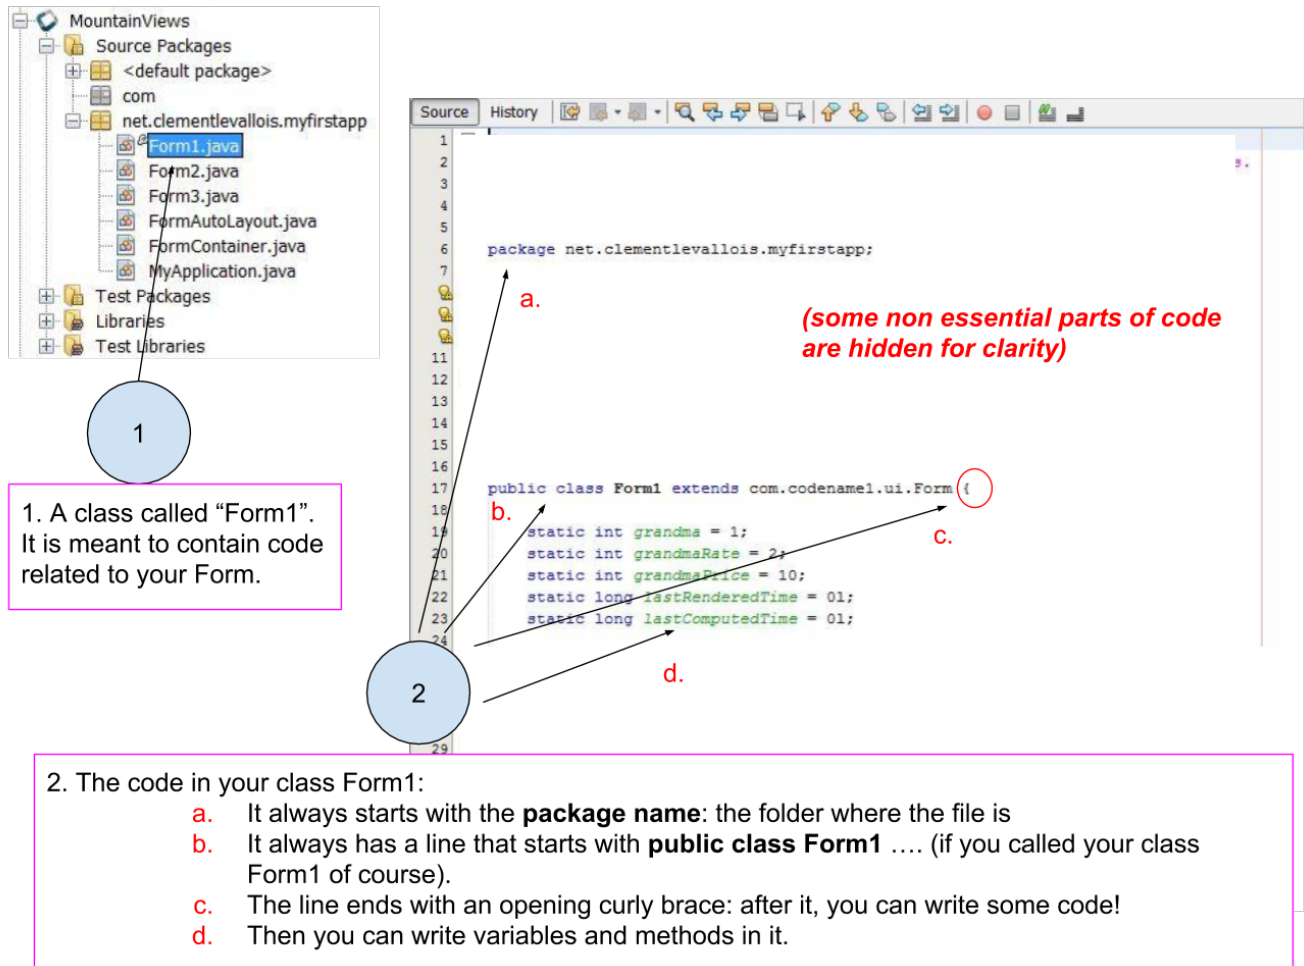 MountainViews
Source Packages
<default package>
com
net.clementlevallois.myfirstapp
Form1.java
Form2.java
Form3.java
FormAutoLayout.java
FormContainer.java
MyApplication.java
Test Packages
Libraries
Test Libraries
1
1. A class called “Form1”.
It is meant to contain code
related to your Form.
Source History
1
2 s.
3
4
5
6 package net.clementlevallois.myfirstapp;
7
a.
(some non essential parts of code
are hidden for clarity)
11
12
13
14
15
16
17 public class Form1 extends com.codename1.ui.Form {
18 b.
19 static int grandma = 1;
c.
20 static int grandmaRate = 2;
21 static int grandmaPrice = 10;
22 static long lastRenderedTime = 0l;
23 static long lastComputedTime = 0l;
24
d.
2
29
2. The code in your class Form1:
a. It always starts with the package name: the folder where the file is
b. It always has a line that starts with public class Form1 …. (if you called your class
Form1 of course).
c. The line ends with an opening curly brace: after it, you can write some code!
d. Then you can write variables and methods in it.